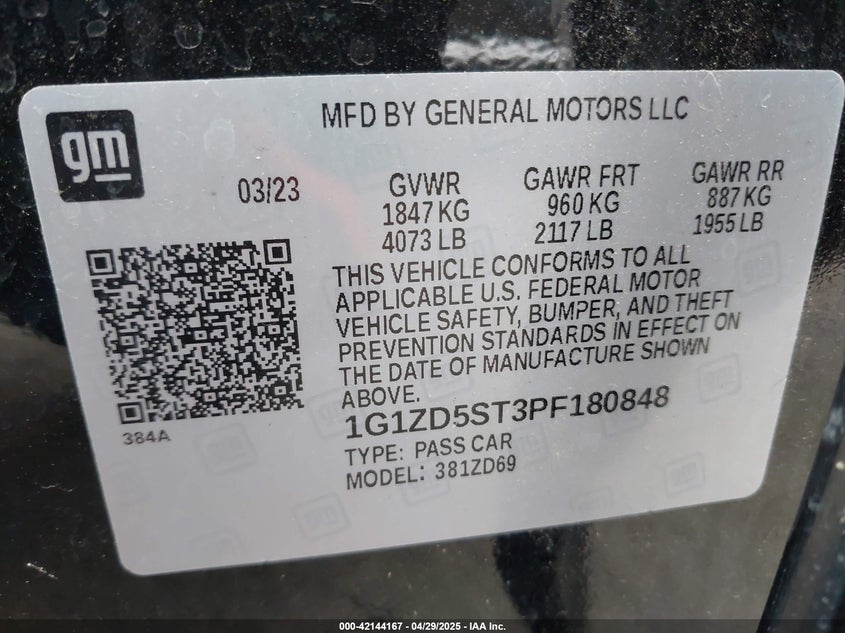 MFD BY GENERAL MOTORS LLC
gm
03/23
GVWR
1847 KG
4073 LB
GAWR FRT
960 KG
2117 LB
GAWR RR
887 KG
1955 LB
THIS VEHICLE CONFORMS TO ALL
APPLICABLE U.S. FEDERAL MOTOR
VEHICLE SAFETY, BUMPER, AND THEFT
PREVENTION STANDARDS IN EFFECT ON
THE DATE OF MANUFACTURE SHOWN
ABOVE.
384A
1G1ZD5ST3PF180848
TYPE: PASS CAR
MODEL: 381ZD69
000-42144167 - 04/29/2025 - IAA Inc.